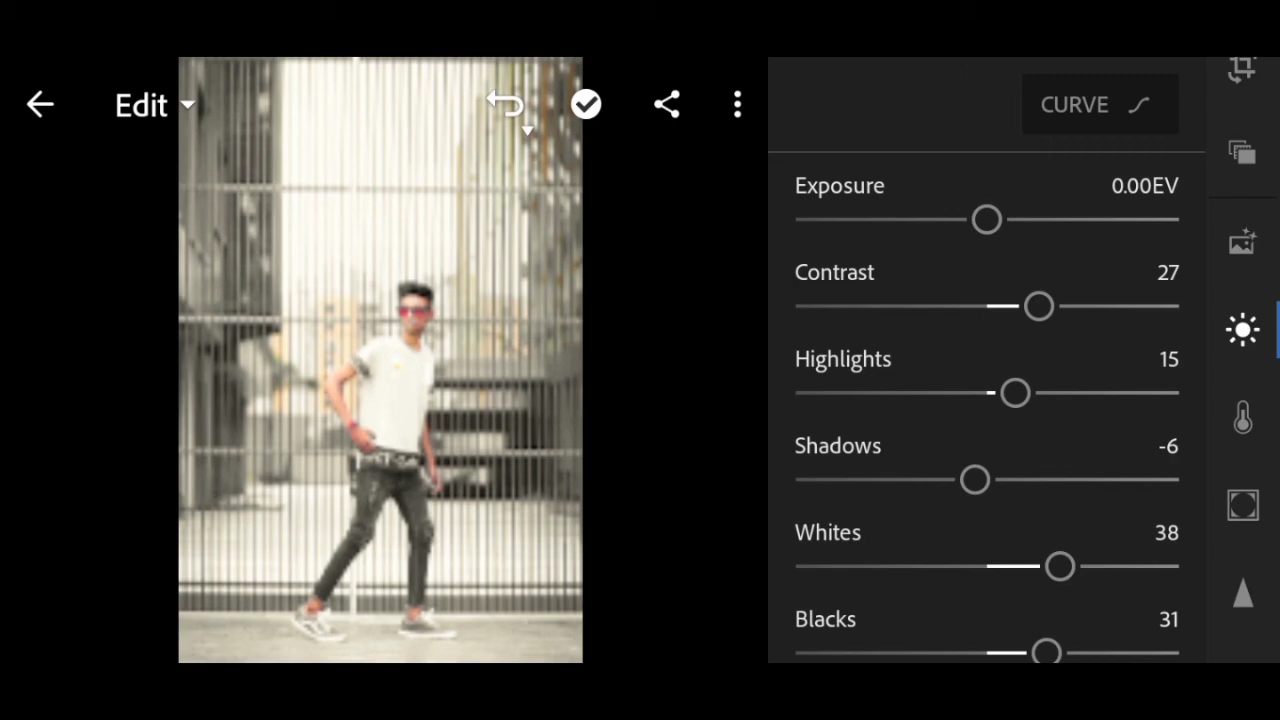 Edit
CURVE
Exposure 0.00EV
Contrast 27
Highlights 15
Shadows -6
Whites 38
Blacks 31